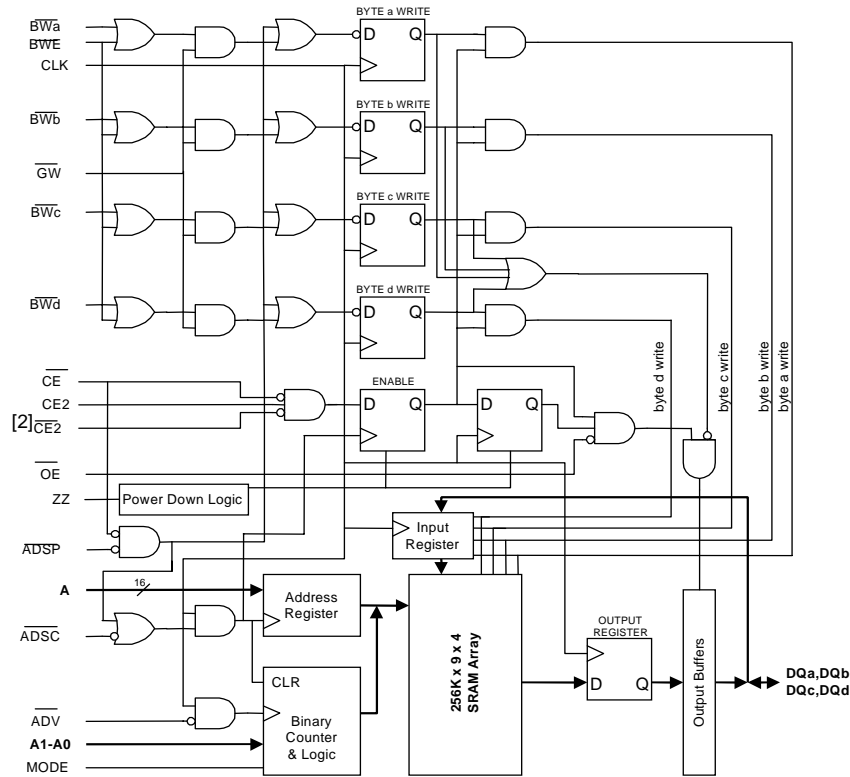 BYTE a WRITE
BWa
BWE
CLK
D Q
BYTE b WRITE
BWb
D Q
GW
BYTE c WRITE
BWc
D Q
BYTE d WRITE
BWd
D Q
byte d write
byte c write
byte b write
byte a write
CE
ENABLE
CE2
D Q
D Q
[2]CE2
OE
ZZ
Power Down Logic
Input
Register
ADSP
A
16
Address
Register
ADSC
256K x 9 x 4
SRAM Array
OUTPUT
REGISTER
D Q
Output Buffers
DQa,DQb
DQc,DQd
CLR
ADV
Binary
Counter
& Logic
A1-A0
MODE